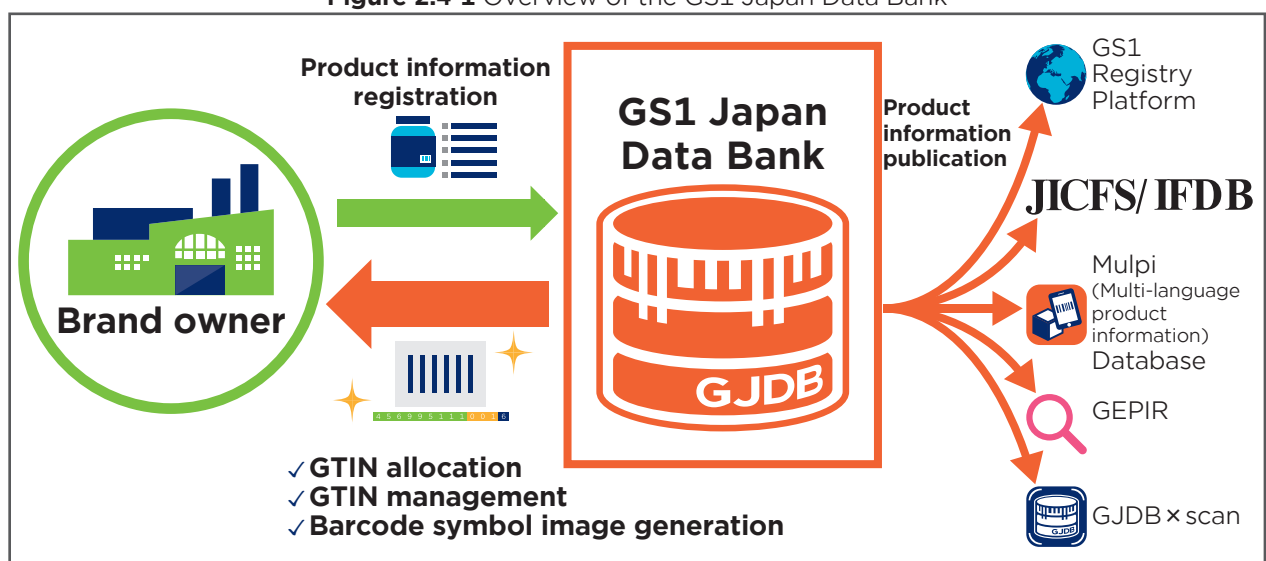 Figure 2.4-1 Overview of the GS1 Japan Data Bank
Product information
registration
Brand owner
4569951110016
✓ GTIN allocation
✓ GTIN management
✓ Barcode symbol image generation
GS1 Japan
Data Bank
GJDB
Product
information
publication
GS1
Registry
Platform
JICFS/IFDB
Mulpi
(Multi-language
product
information)
Database
GEPIR
GJDB
GJDB×scan